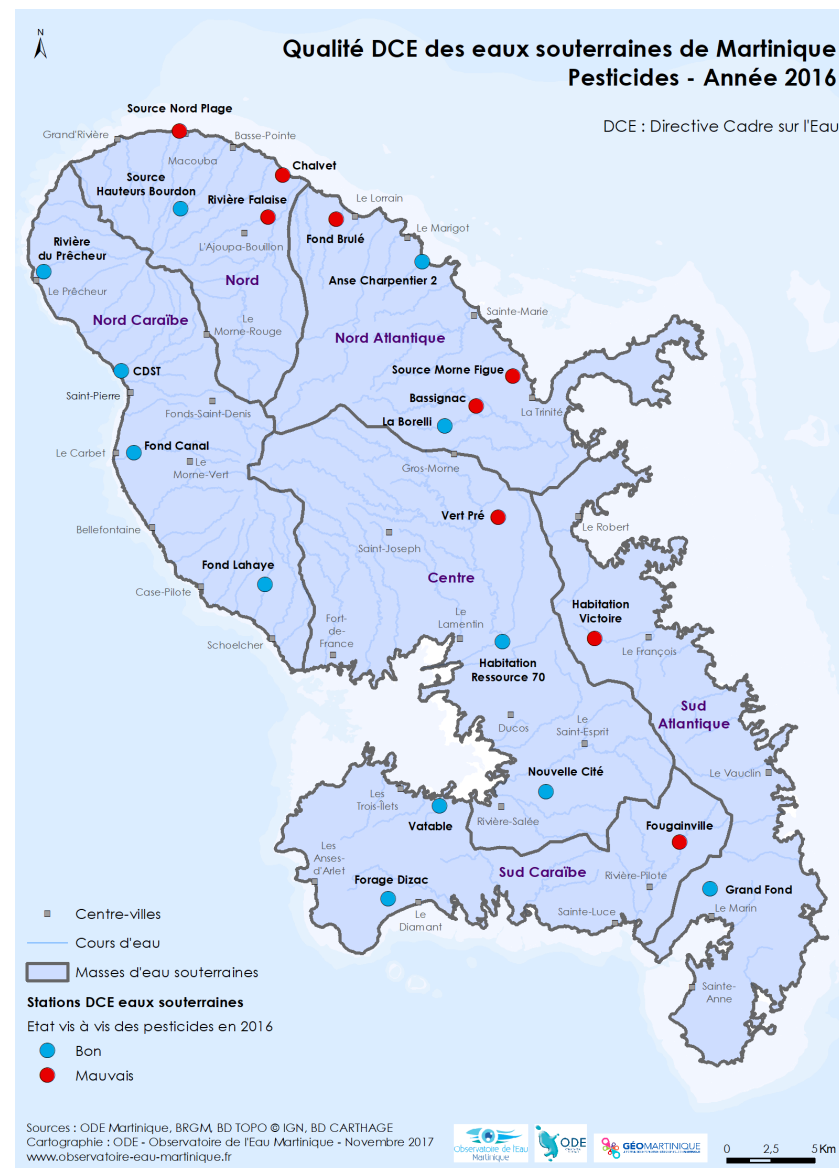 N
Qualité DCE des eaux souterraines de Martinique
Pesticides - Année 2016
DCE : Directive Cadre sur l'Eau
Source Nord Plage
Grand'Rivière
Basse-Pointe
Macouba
Chalvet
Source
Hauteurs Bourdon
Rivière Falaise
Le Lorrain
Fond Brulé
Le Marigot
L'Ajoupa-Bouillon
Rivière
du Prêcheur
Anse Charpentier 2
Nord
Le Prêcheur
Nord Caraïbe
Le
Morne-Rouge
Sainte-Marie
Nord Atlantique
CDST
Source Morne Figue
Saint-Pierre
Bassignac
Fonds-Saint-Denis
La Trinité
La Borelli
Fond Canal
Le Carbet
Le
Morne-Vert
Gros-Morne
Vert Pré
Bellefontaine
Le Robert
Saint-Joseph
Fond Lahaye
Centre
Case-Pilote
Habitation
Victoire
Le
Lamentin
Fort-
de-
France
Schoelcher
Le François
Habitation
Ressource 70
Sud
Atlantique
Ducos
Le
Saint-Esprit
Nouvelle Cité
Le Vauclin
Les
Trois-Îlets
Vatable
Rivière-Salée
Fougainville
Les
Anses-
d'Arlet
Sud Caraïbe
Forage Dizac
Rivière-Pilote
Grand Fond
Le
Diamant
Sainte-Luce
Le Marin
Sainte-
Anne
Centre-villes
Cours d'eau
Masses d'eau souterraines
Stations DCE eaux souterraines
Etat vis à vis des pesticides en 2016
Bon
Mauvais
Sources : ODE Martinique, BRGM, BD TOPO © IGN, BD CARTHAGE
Cartographie : ODE - Observatoire de l'Eau Martinique - Novembre 2017
www.observatoire-eau-martinique.fr
Observatoire de l'Eau
Martinique
ODE
GÉOMARTINIQUE
0 2,5 5 Km